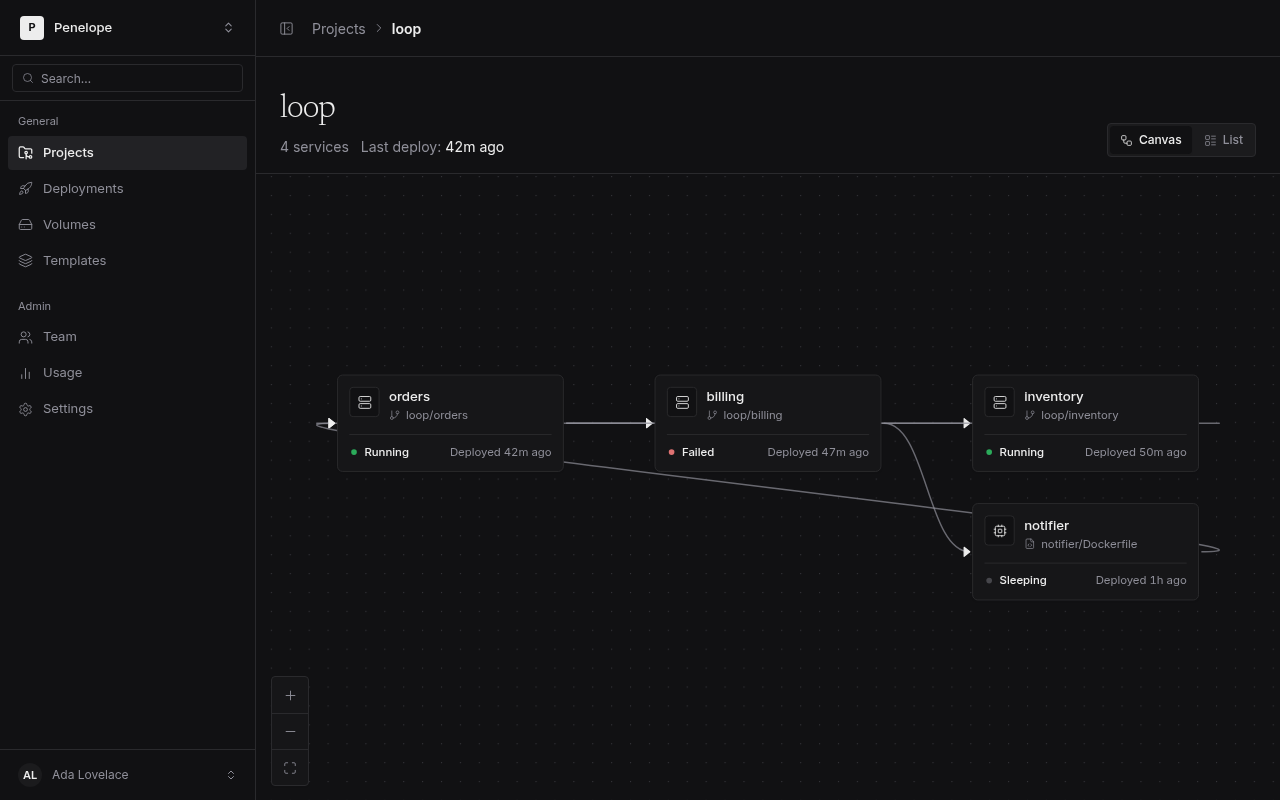 P Penelope
Search...
General
Projects
Deployments
Volumes
Templates
Admin
Team
Usage
Settings
AL Ada Lovelace
Projects loop
loop
4 services Last deploy: 42m ago
Canvas List
orders
loop/orders
Running Deployed 42m ago
billing
loop/billing
Failed Deployed 47m ago
inventory
loop/inventory
Running Deployed 50m ago
notifier
notifier/Dockerfile
Sleeping Deployed 1h ago